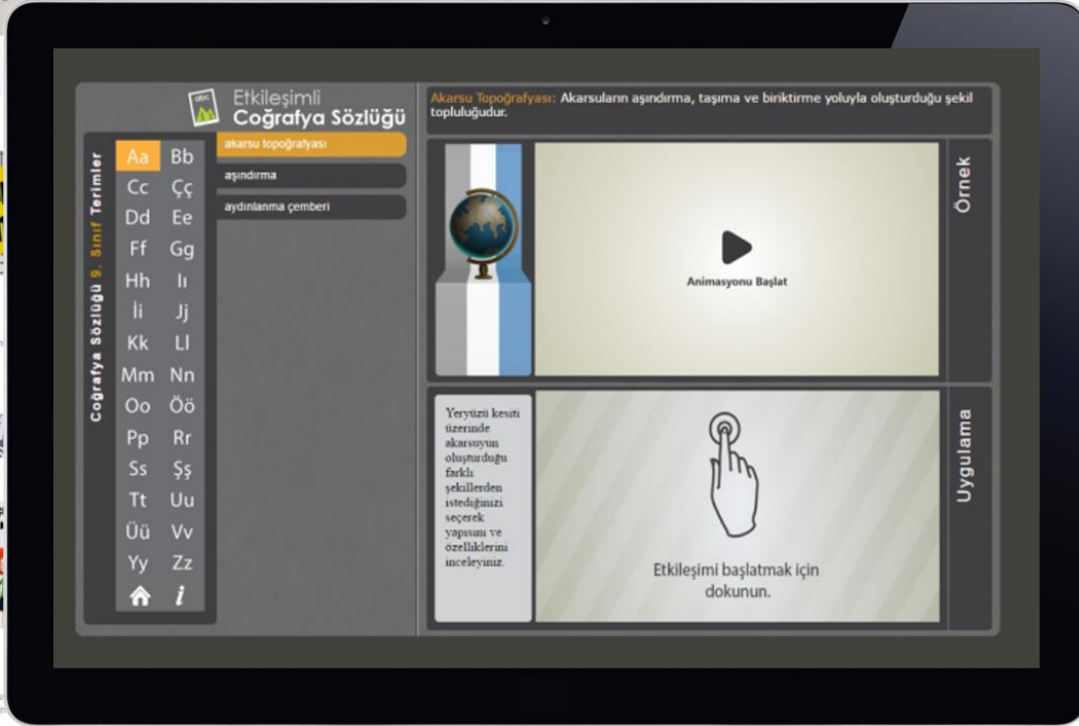 abc
Etkileşimli
Coğrafya Sözlüğü
Coğrafya Sözlüğü 9. Sınıf Terimler
Aa Bb
Cc Çç
Dd Ee
Ff Gg
Hh Iı
İi Jj
Kk Ll
Mm Nn
Oo Öö
Pp Rr
Ss Şş
Tt Uu
Üü Vv
Yy Zz
i
akarsu topoğrafyası
aşındırma
aydınlanma çemberi
Akarsu Topoğrafyası: Akarsuların aşındırma, taşıma ve biriktirme yoluyla oluşturduğu şekil
topluluğudur.
Animasyonu Başlat
Örnek
Yeryüzü kesiti
üzerinde
akarsuyun
oluşturduğu
farklı
şekillerden
istediğinizi
seçerek
yapısını ve
özelliklerini
inceleyiniz.
Etkileşimi başlatmak için
dokunun.
Uygulama